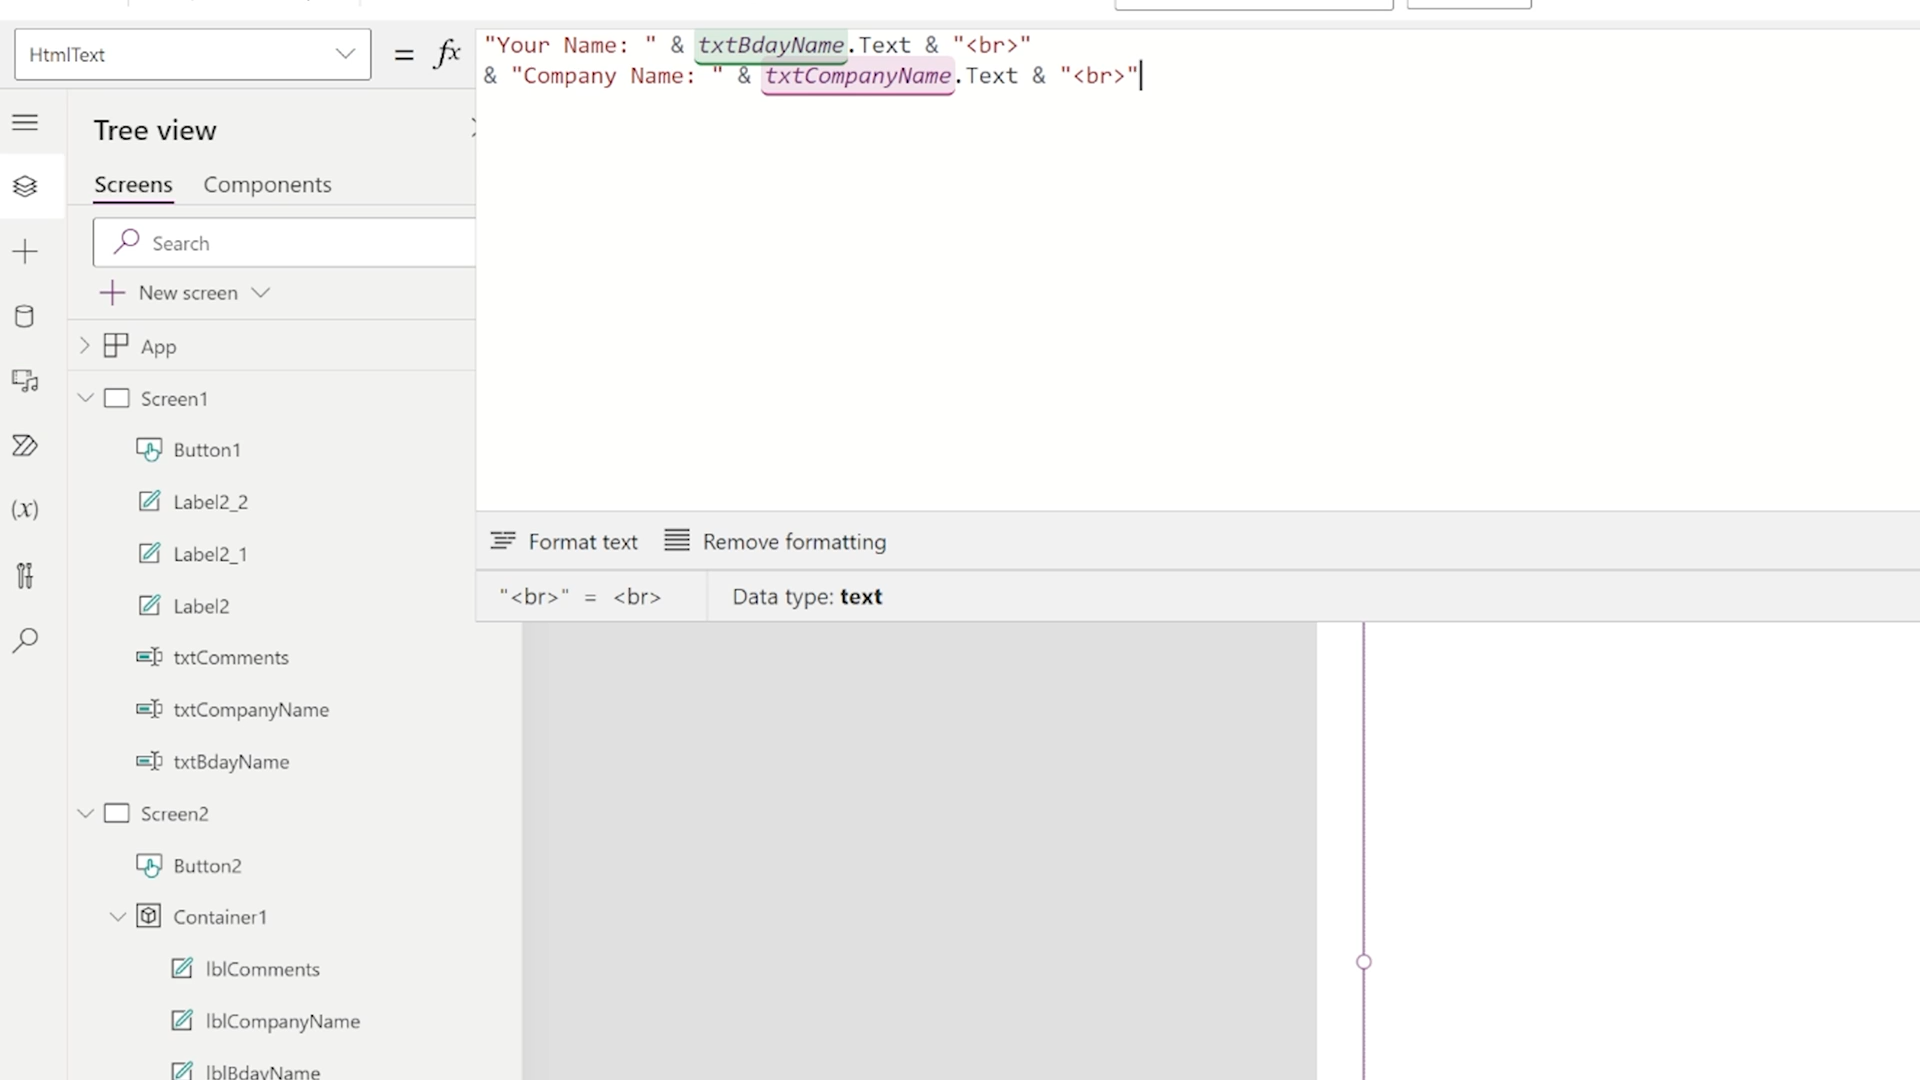 HtmlText
= fx
"Your Name: " & txtBdayName.Text & "<br>"
& "Company Name: " & txtCompanyName.Text & "<br>"
Tree view
Screens Components
Search
New screen
App
Screen1
Button1
Label2_2
Label2_1
Label2
txtComments
txtCompanyName
txtBdayName
Screen2
Button2
Container1
lblComments
lblCompanyName
lblBdayName
(x)
Format text Remove formatting
"<br>" = <br> Data type: text